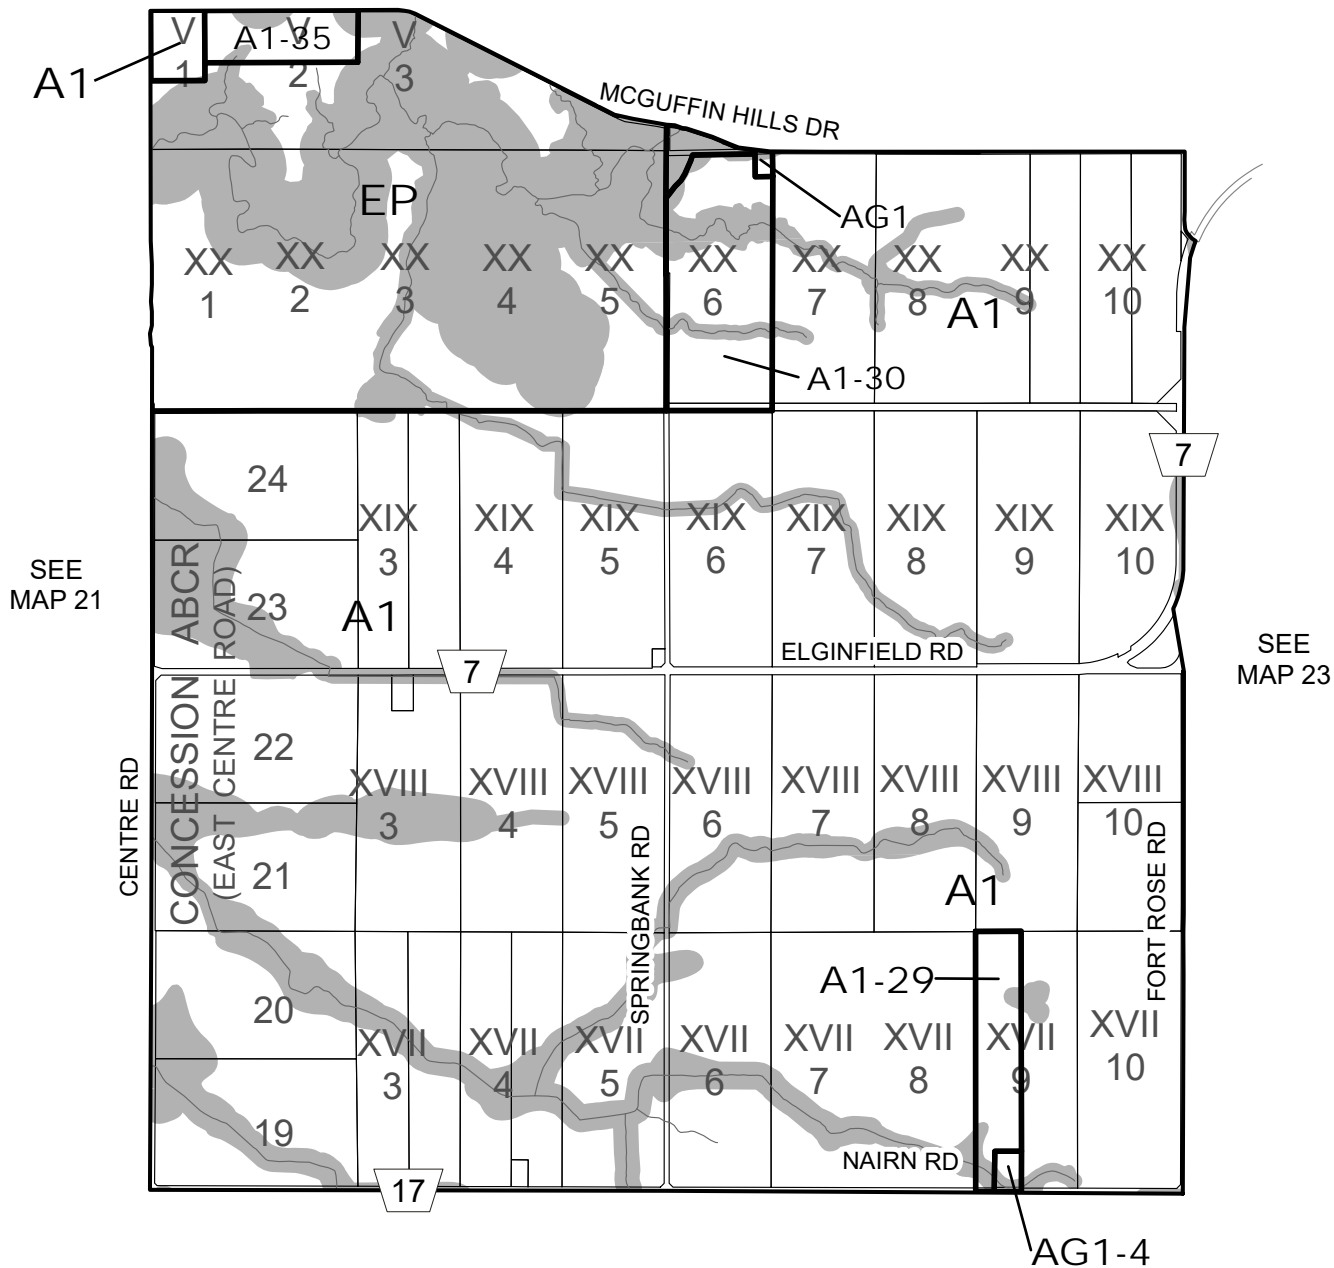 V
1
A1-35
V
2
V
3
A1
MCGUFFIN HILLS DR
EP
AG1
XX
1
XX
2
XX
3
XX
4
XX
5
XX
6
XX
7
XX
8
XX
9
XX
10
A1
A1-30
7
24
XIX
3
XIX
4
XIX
5
XIX
6
XIX
7
XIX
8
XIX
9
XIX
10
SEE
MAP 21
23
A1
ELGINFIELD RD
SEE
MAP 23
7
CONCESSION ABCR
(EAST CENTRE ROAD)
22
CENTRE RD
XVIII
3
XVIII
4
XVIII
5
XVIII
6
XVIII
7
XVIII
8
XVIII
9
XVIII
10
21
SPRINGBANK RD
A1
FORT ROSE RD
A1-29
20
XVII
3
XVII
4
XVII
5
XVII
6
XVII
7
XVII
8
XVII
9
XVII
10
19
NAIRN RD
17
AG1-4